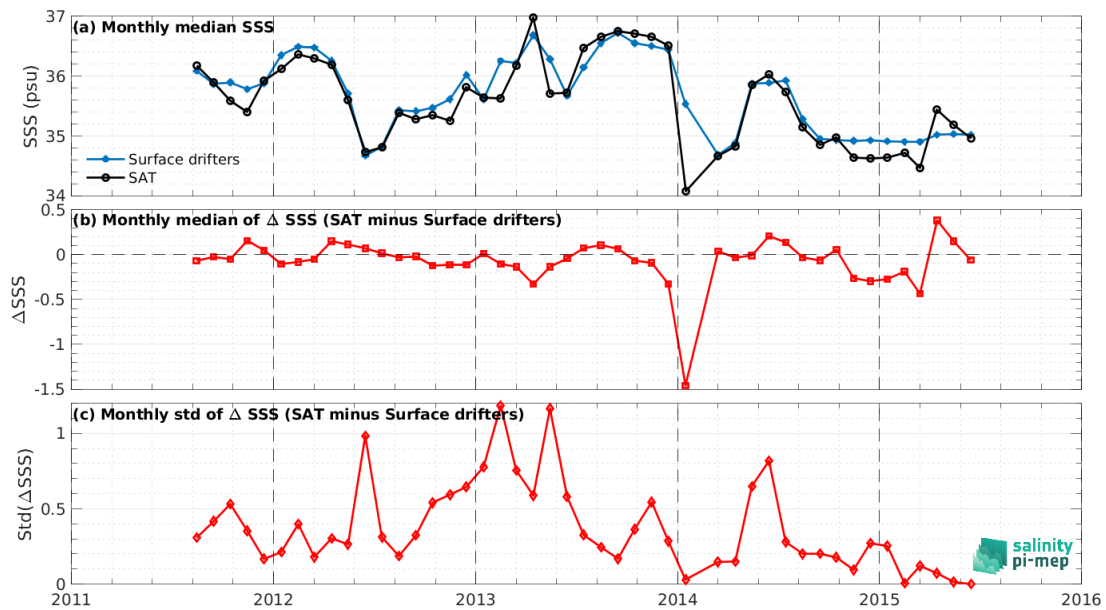 (a) Monthly median SSS
37
36
35
34
SSS (psu)
Surface drifters
SAT
(b) Monthly median of Δ SSS (SAT minus Surface drifters)
0.5
0
-0.5
-1
-1.5
ΔSSS
(c) Monthly std of Δ SSS (SAT minus Surface drifters)
1
0.5
0
Std(ΔSSS)
salinity
pi-mep
2011 2012 2013 2014 2015 2016